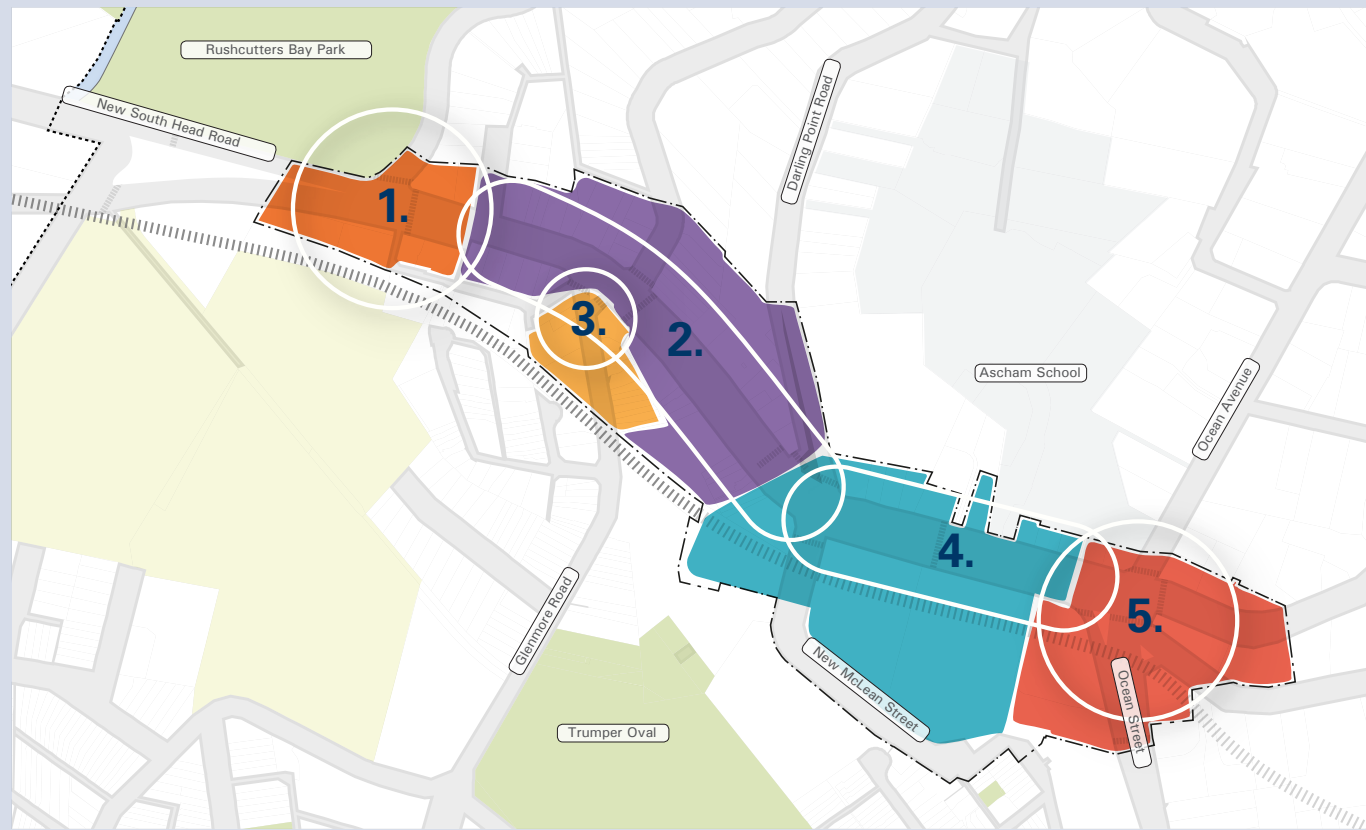 Rushcutters Bay Park
New South Head Road
Darling Point Road
1.
3.
2.
Ascham School
Ocean Avenue
4.
5.
Glenmore Road
New McLean Street
Ocean Street
Trumper Oval